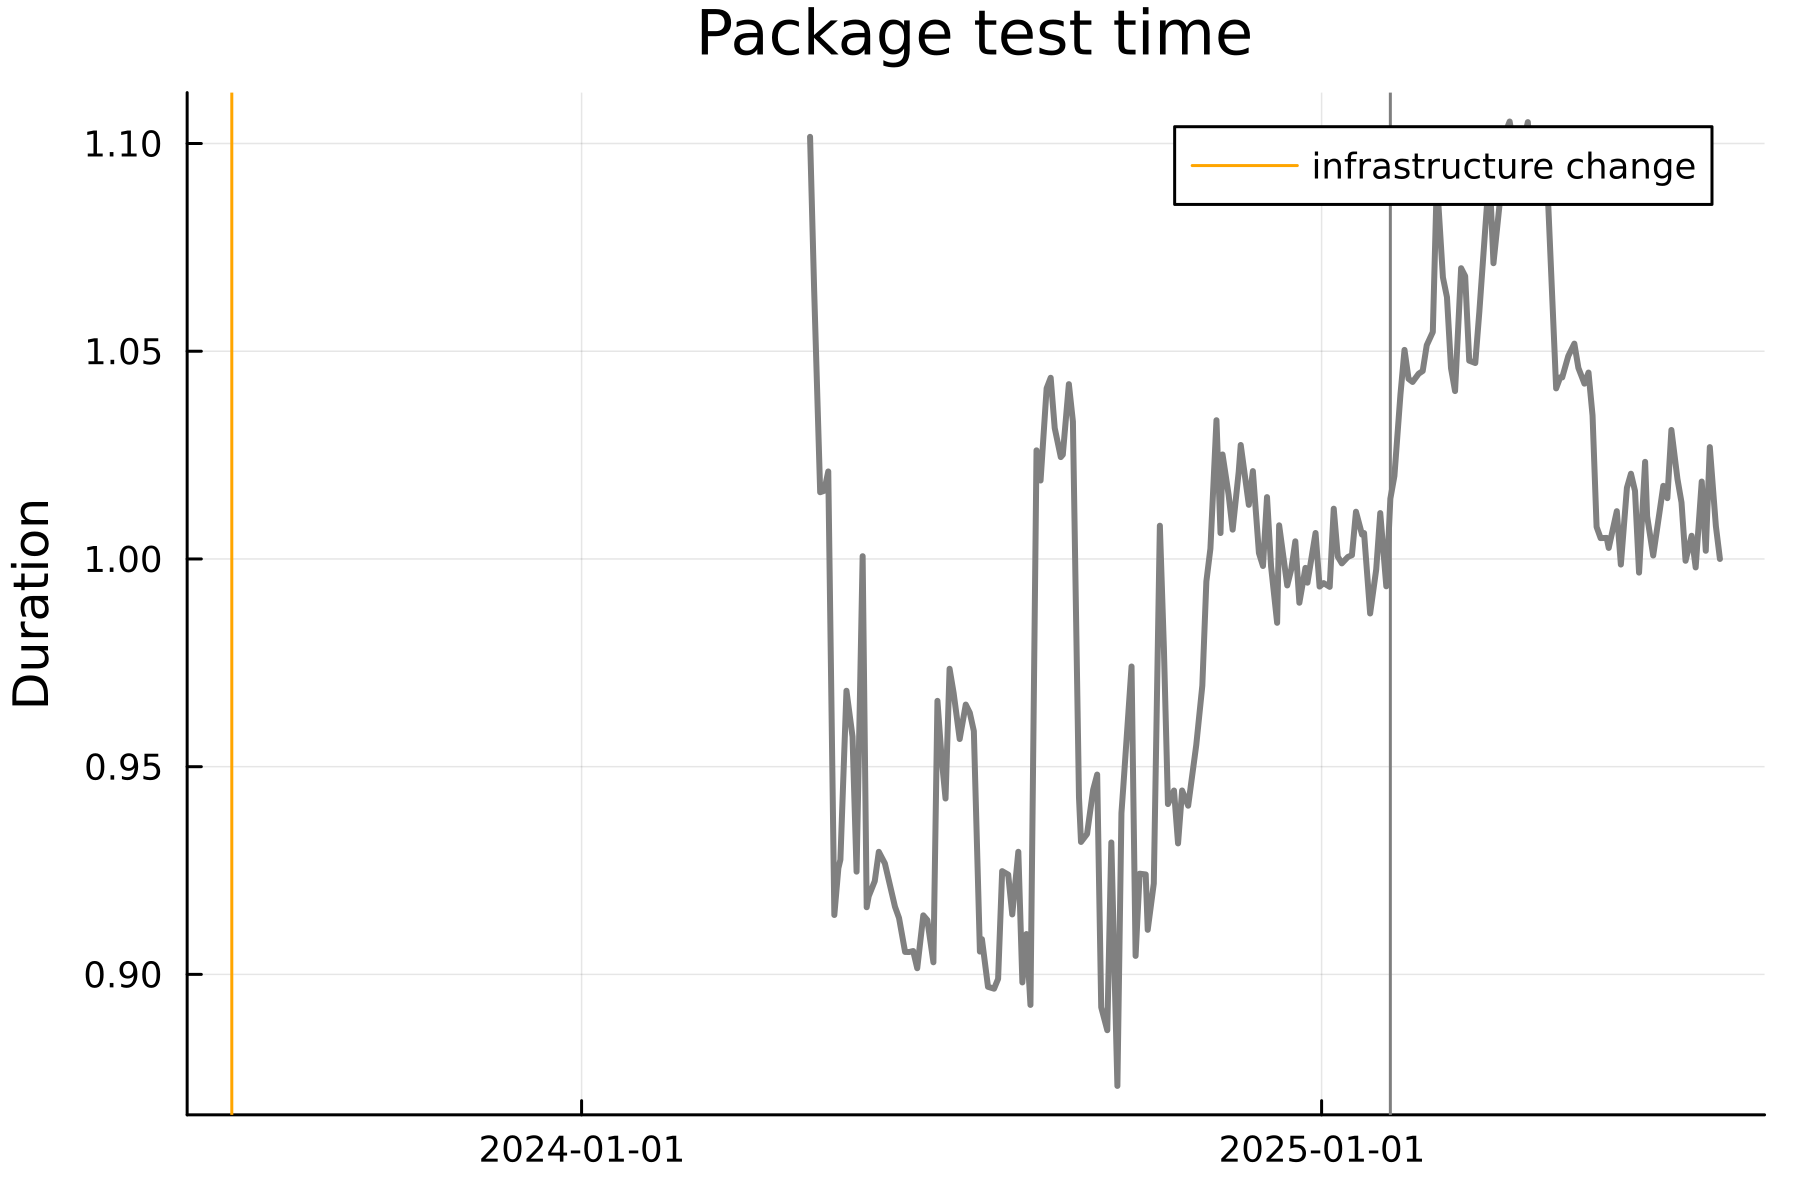 Package test time
infrastructure change
Duration
1.10
1.05
1.00
0.95
0.90
2024-01-01
2025-01-01